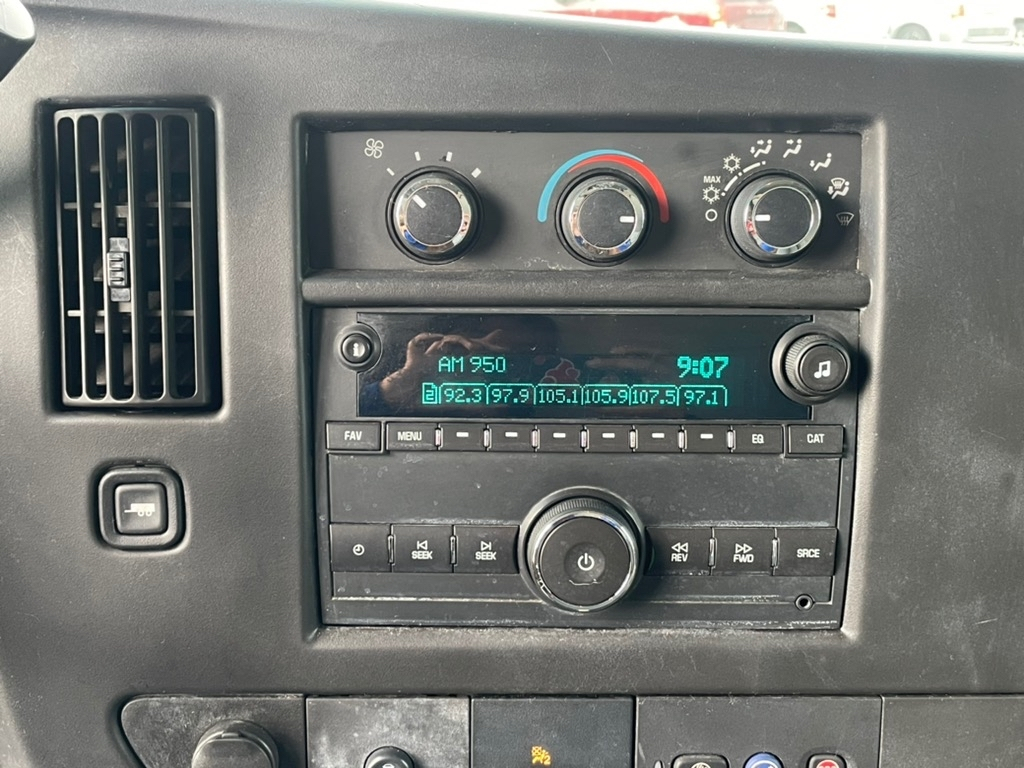 MAX
AM 950 9:07
2 92.3 97.9 105.1 105.9 107.5 97.1
FAV MENU EQ CAT
SEEK SEEK REV FWD SRCE
2